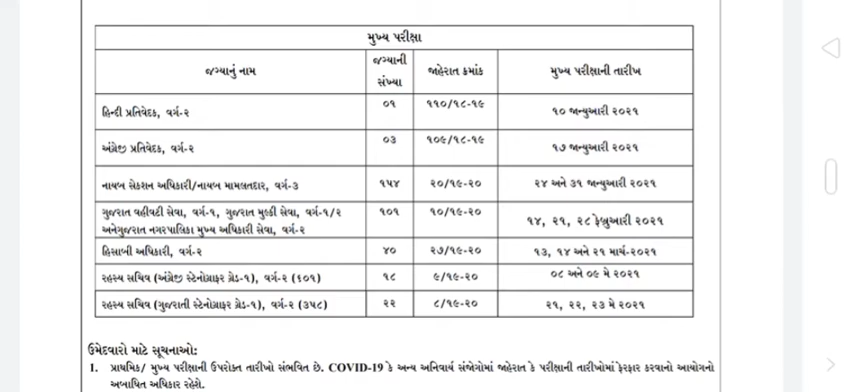 મુખ્ય પરીક્ષા
જગ્યાનું નામ
જગ્યાની
સંખ્યા
જાહેરાત ક્રમાંક
મુખ્ય પરીક્ષાની તારીખ
હિન્દી પ્રતિવેદક, વર્ગ-૨ ૦૧ ૧૧૦/૧૮-૧૯ ૧૦ જાન્યુઆરી ૨૦૨૧
અંગ્રેજી પ્રતિવેદક, વર્ગ-૨ ૦૩ ૧૦૯/૧૮-૧૯ ૧૭ જાન્યુઆરી ૨૦૨૧
નાયબ સેક્શન અધિકારી/નાયબ મામલતદાર, વર્ગ-૩ ૧૫૪ ૨૦/૧૯-૨૦ ૨૪ અને ૩૧ જાન્યુઆરી ૨૦૨૧
ગુજરાત વહીવટી સેવા, વર્ગ-૧, ગુજરાત મુલ્કી સેવા, વર્ગ-૧/૨
અનેગુજરાત નગરપાલિકા મુખ્ય અધિકારી સેવા, વર્ગ-૨
૧૦૧ ૧૦/૧૯-૨૦ ૧૪, ૨૧, ૨૮ ફેબ્રુઆરી ૨૦૨૧
હિસાબી અધિકારી, વર્ગ-૨ ૪૦ ૨૭/૧૯-૨૦ ૧૩, ૧૪ અને ૨૧ માર્ચ-૨૦૨૧
રહસ્ય સચિવ (અંગ્રેજી સ્ટેનોગ્રાફર ગ્રેડ-૧), વર્ગ-૨ (૬૦૧) ૧૮ ૯/૧૯-૨૦ ૦૮ અને ૦૯ મે ૨૦૨૧
રહસ્ય સચિવ (ગુજરાતી સ્ટેનોગ્રાફર ગ્રેડ-૧), વર્ગ-૨ (૩૫૮) ૨૨ ૮/૧૯-૨૦ ૨૧, ૨૨, ૨૩ મે ૨૦૨૧
ઉમેદવારો માટે સૂચનાઓ:
1. પ્રાથમિક/ મુખ્ય પરીક્ષાની ઉપરોક્ત તારીખો સંભવિત છે. COVID-19 કે અન્ય અનિવાર્ય સંજોગોમાં જાહેરાત કે પરીક્ષાની તારીખોમાં ફેરફાર કરવાનો આયોગનો
અબાધિત અધિકાર રહેશે.